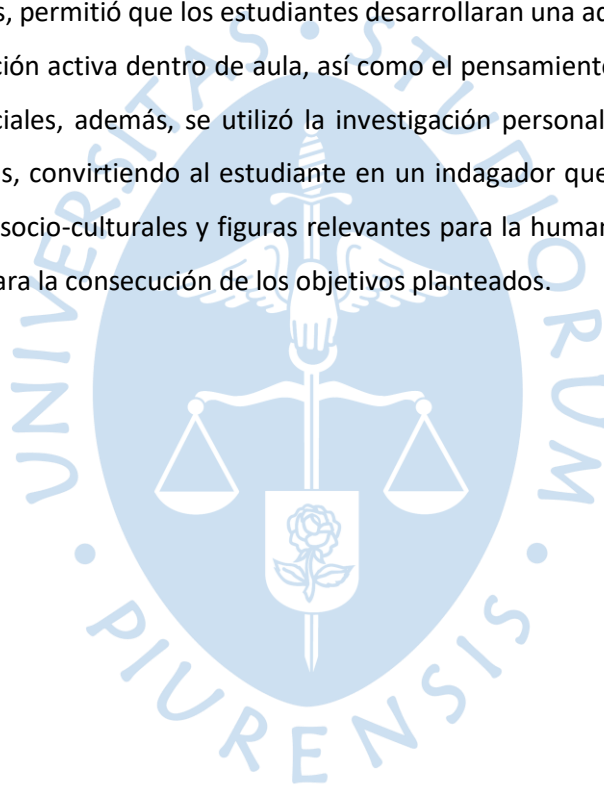 s, permitió que los estudiantes desarrollaran una ad
ción activa dentro de aula, así como el pensamiento
ciales, además, se utilizó la investigación personal
s, convirtiendo al estudiante en un indagador que
socio-culturales y figuras relevantes para la human
ara la consecución de los objetivos planteados.
UNIVERSITAS • STUDIORUM • PIURENSIS •